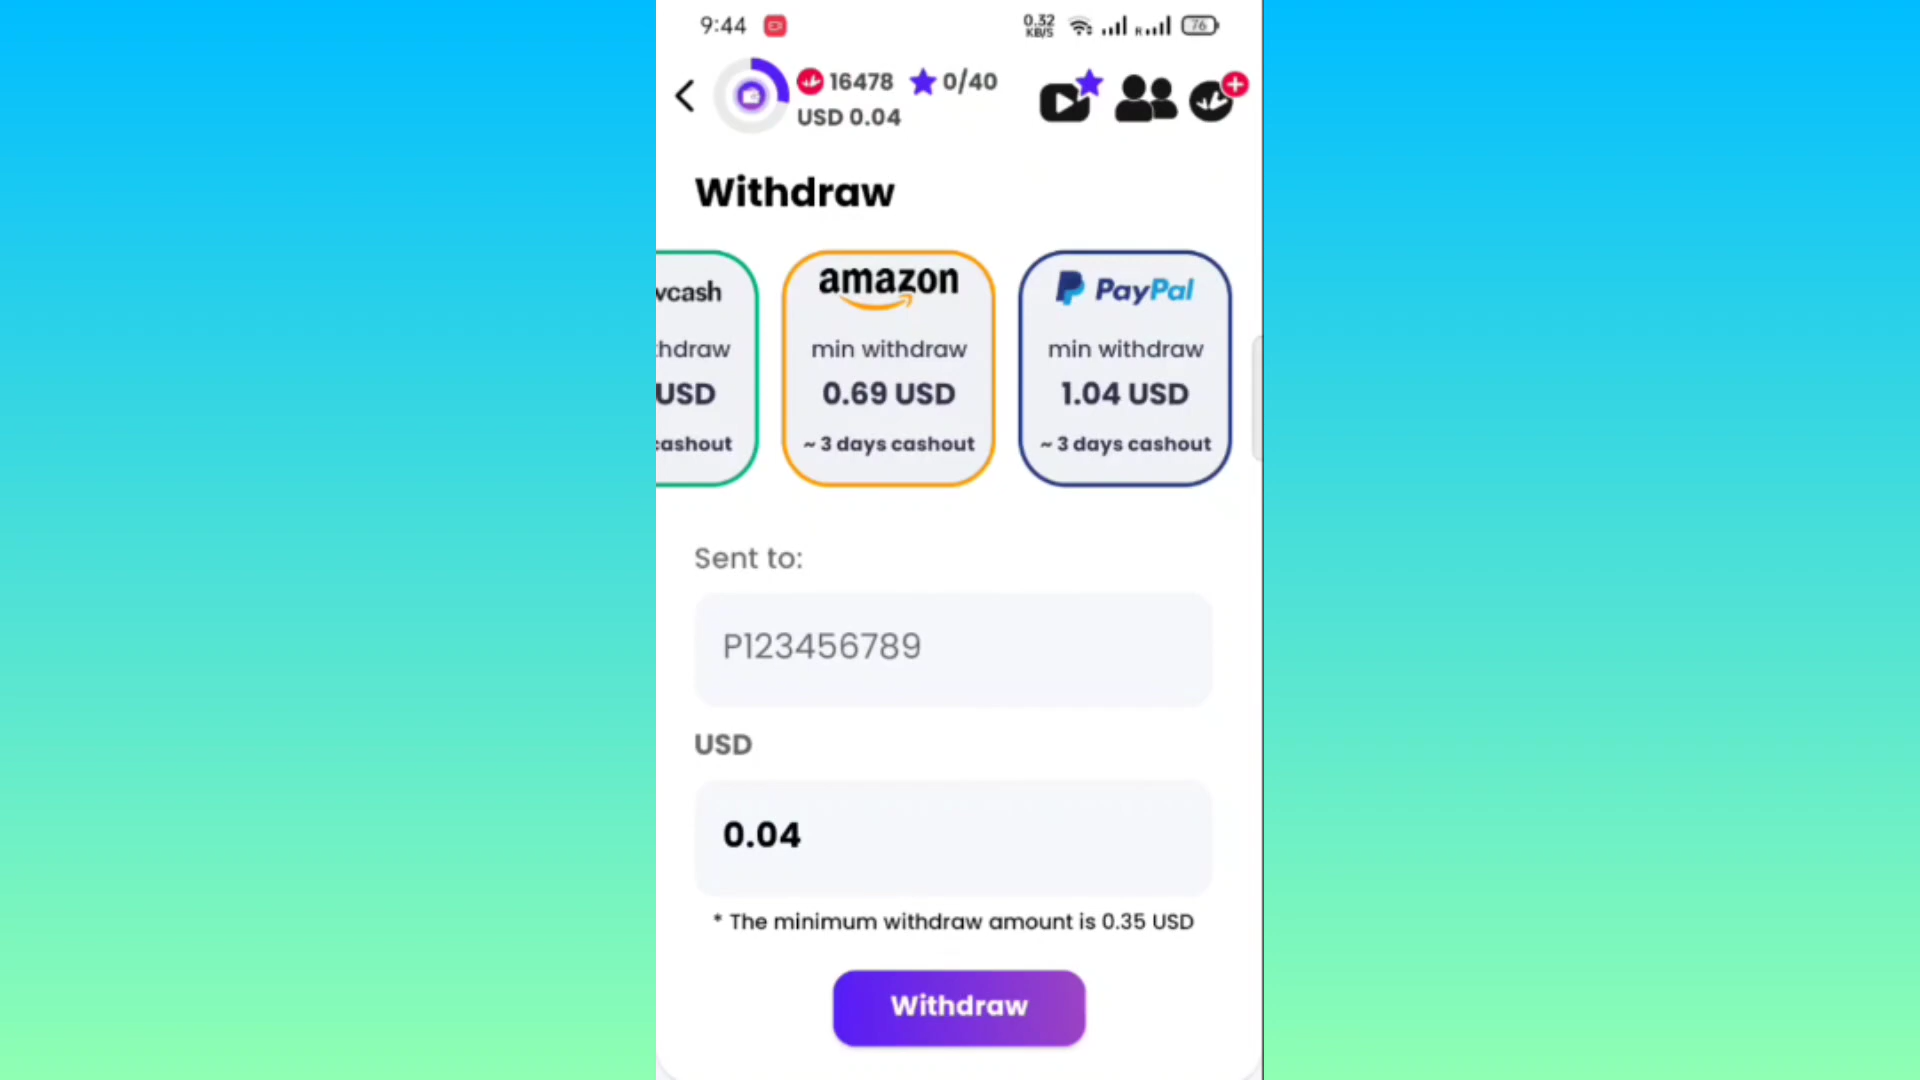 9:44
0.32
KB/S
R
76
16478
0/40
USD 0.04
Withdraw
vcash
hdraw
USD
cashout
amazon
min withdraw
0.69 USD
~ 3 days cashout
PayPal
min withdraw
1.04 USD
~ 3 days cashout
Sent to:
P123456789
USD
0.04
* The minimum withdraw amount is 0.35 USD
Withdraw